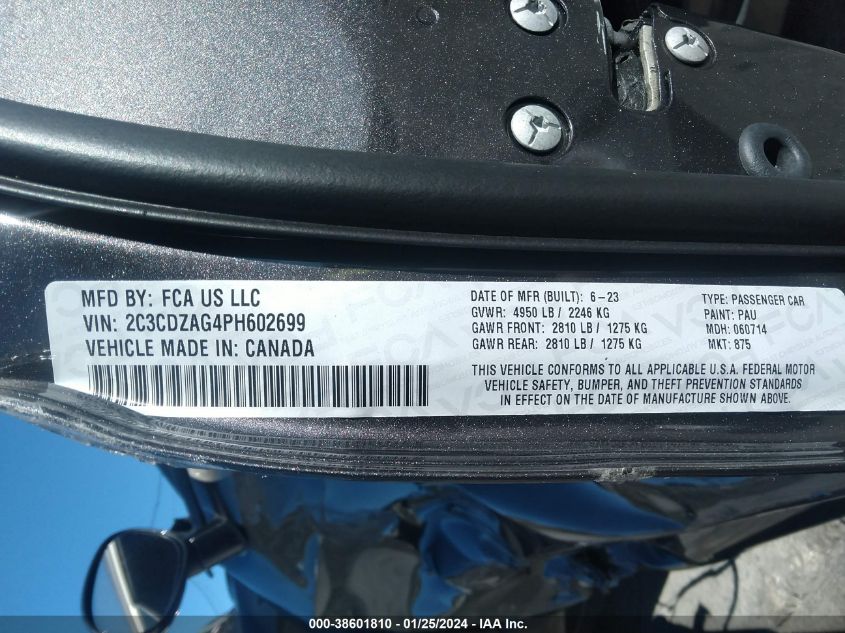 MFD BY: FCA US LLC
VIN: 2C3CDZAG4PH602699
VEHICLE MADE IN: CANADA
DATE OF MFR (BUILT): 6-23
GVWR: 4950 LB / 2246 KG
GAWR FRONT: 2810 LB / 1275 KG
GAWR REAR: 2810 LB / 1275 KG
TYPE: PASSENGER CAR
PAINT: PAU
MDH: 060714
MKT: 875
THIS VEHICLE CONFORMS TO ALL APPLICABLE U.S.A. FEDERAL MOTOR
VEHICLE SAFETY, BUMPER, AND THEFT PREVENTION STANDARDS
IN EFFECT ON THE DATE OF MANUFACTURE SHOWN ABOVE.
000-38601810 - 01/25/2024 - IAA Inc.